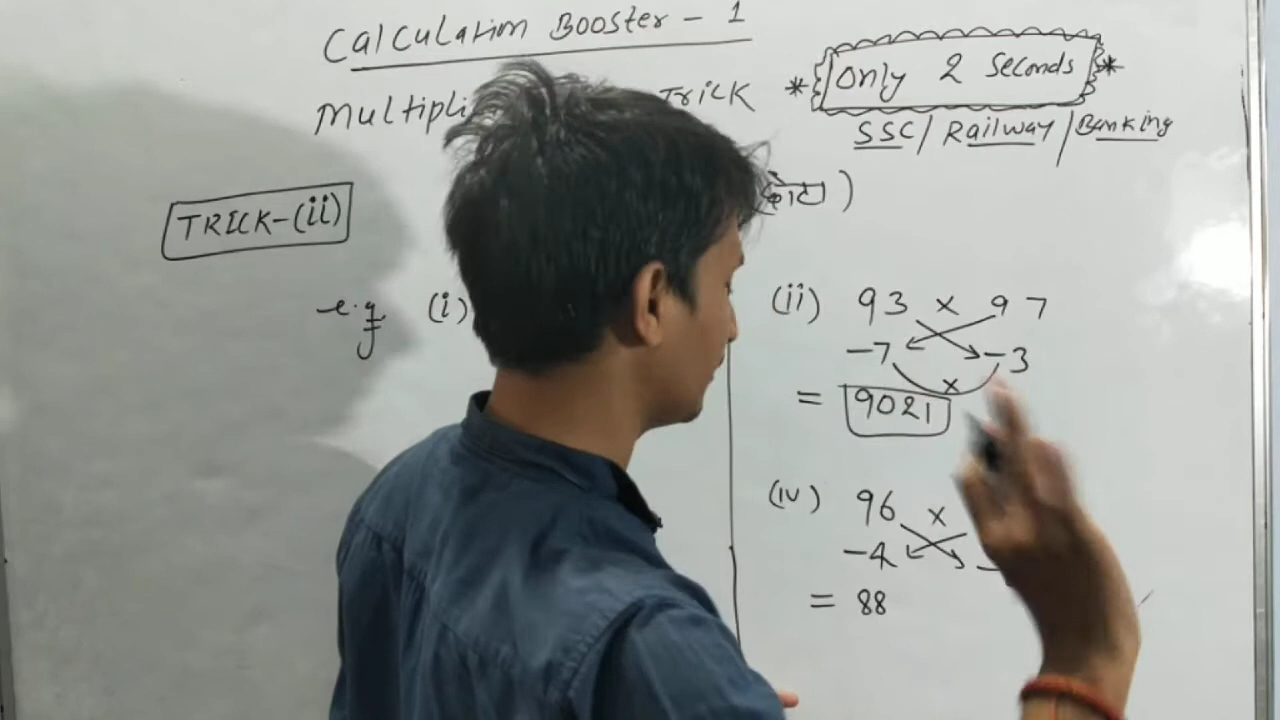 Calculation Booster - 1
Multipli Trick * Only 2 Seconds *
SSC / Railway / Banking
छोटा )
TRICK-(ii)
e.g. (i)
(ii) 93 × 97
-7 -3
×
= 9021
(iv) 96 ×
-4 -
= 88